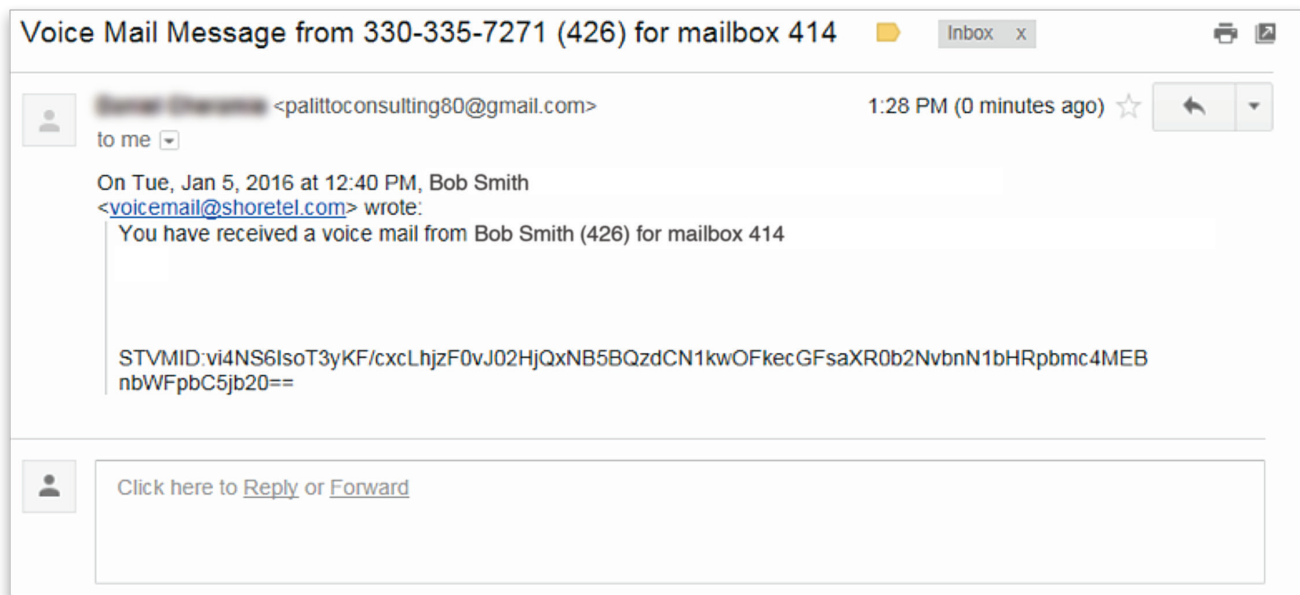 Voice Mail Message from 330-335-7271 (426) for mailbox 414 Inbox x
<palittoconsulting80@gmail.com> 1:28 PM (0 minutes ago)
to me
On Tue, Jan 5, 2016 at 12:40 PM, Bob Smith
<voicemail@shoretel.com> wrote:
You have received a voice mail from Bob Smith (426) for mailbox 414
STVMID:vi4NS6IsoT3yKF/cxcLhjzF0vJ02HjQxNB5BQzdCN1kwOFkecGFsaXR0b2NvbnN1bHRpbmc4MEB
nbWFpbC5jb20==
Click here to Reply or Forward